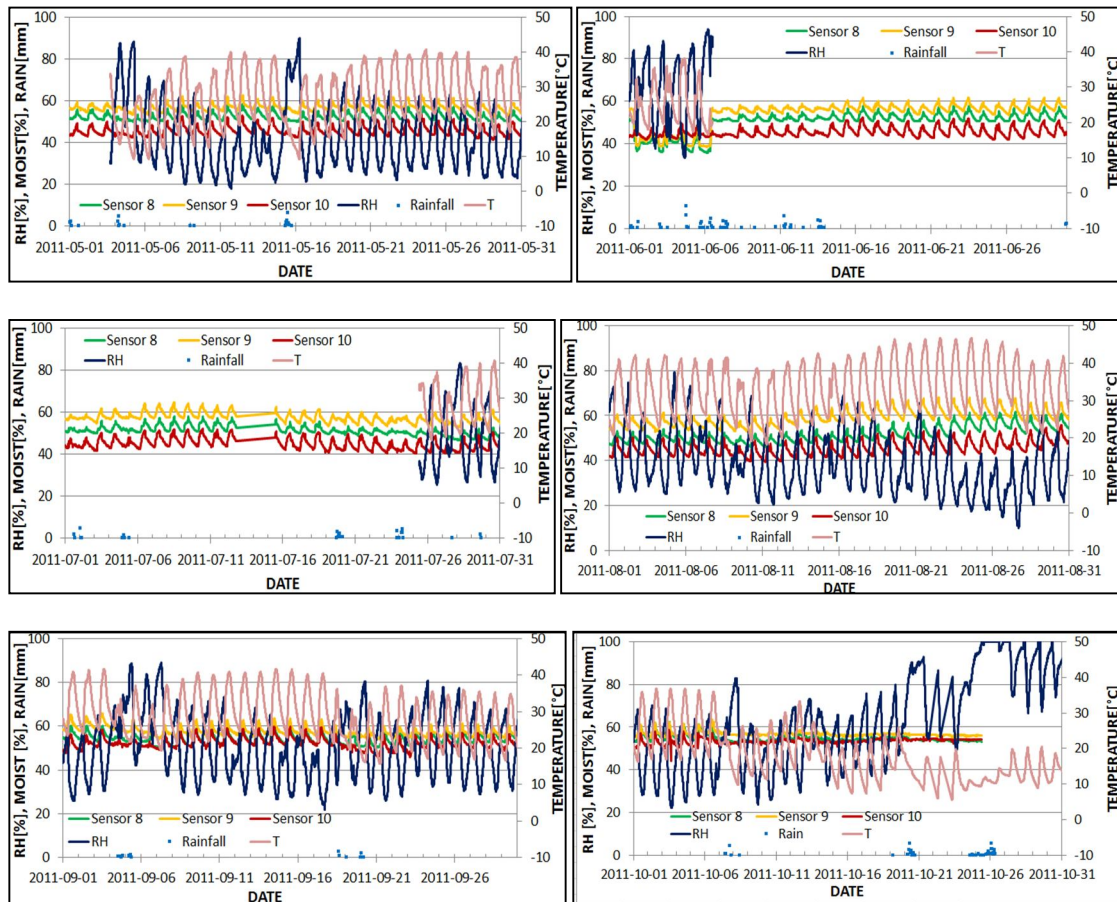 RH[%], MOIST[%], RAIN[mm]
100
80
60
40
20
0
50
40
30
20
10
0
-10
TEMPERATURE[°C]
Sensor 8 Sensor 9 Sensor 10 RH Rainfall T
2011-05-01 2011-05-06 2011-05-11 2011-05-16 2011-05-21 2011-05-26 2011-05-31
DATE
RH[%], MOIST[%], RAIN[mm]
100
80
60
40
20
0
50
40
30
20
10
0
-10
TEMPERATURE[°C]
Sensor 8 Sensor 9 Sensor 10
RH Rainfall T
2011-06-01 2011-06-06 2011-06-11 2011-06-16 2011-06-21 2011-06-26
DATE
RH[%], MOIST[%], RAIN[mm]
100
80
60
40
20
0
50
40
30
20
10
0
-10
TEMPERATURE[°C]
Sensor 8 Sensor 9 Sensor 10
RH Rainfall T
2011-07-01 2011-07-06 2011-07-11 2011-07-16 2011-07-21 2011-07-26 2011-07-31
DATE
RH[%], MOIST[%], RAIN[mm]
100
80
60
40
20
0
50
40
30
20
10
0
-10
TEMPERATURE[°C]
Sensor 8 Sensor 9 Sensor 10
RH Rainfall T
2011-08-01 2011-08-06 2011-08-11 2011-08-16 2011-08-21 2011-08-26 2011-08-31
DATE
RH[%], MOIST [%], RAIN[mm]
100
80
60
40
20
0
50
40
30
20
10
0
-10
TEMPERATURE[°C]
Sensor 8 Sensor 9 Sensor 10
RH Rainfall T
2011-09-01 2011-09-06 2011-09-11 2011-09-16 2011-09-21 2011-09-26
DATE
RH [%], MOIST[%], RAIN[mm]
100
80
60
40
20
0
50
40
30
20
10
0
-10
TEMPERATURE[°C]
Sensor 8 Sensor 9 Sensor 10
RH Rain T
2011-10-01 2011-10-06 2011-10-11 2011-10-16 2011-10-21 2011-10-26 2011-10-31
DATE